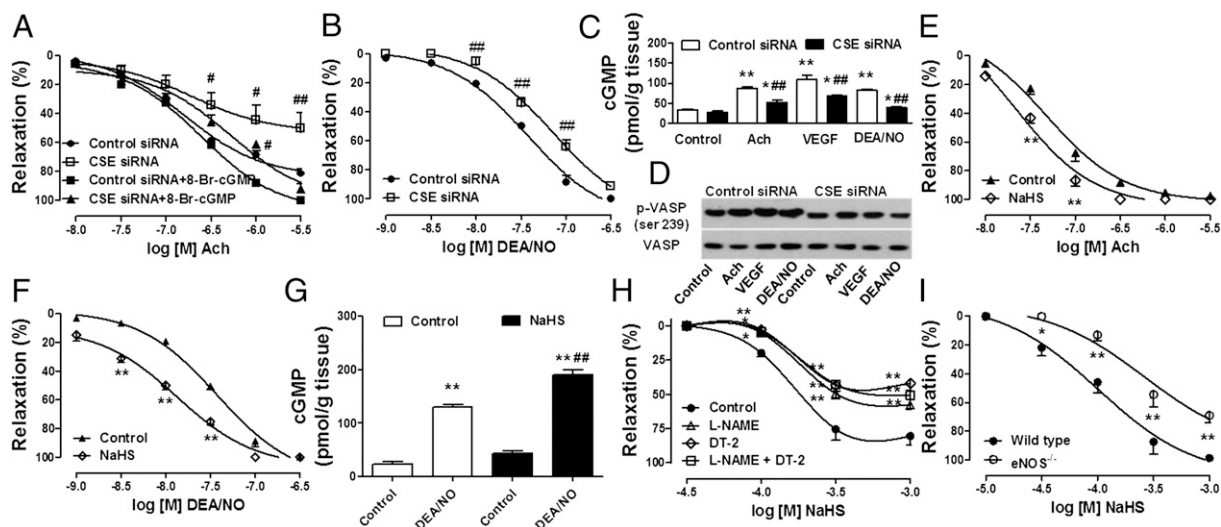 A
Relaxation (%)
0
20
40
60
80
100
#
#
##
#
Control siRNA
CSE siRNA
Control siRNA+8-Br-cGMP
CSE siRNA+8-Br-cGMP
-8.0 -7.5 -7.0 -6.5 -6.0 -5.5
log [M] Ach
B
Relaxation (%)
0
20
40
60
80
100
##
##
##
Control siRNA
CSE siRNA
-9.0 -8.5 -8.0 -7.5 -7.0 -6.5
log [M] DEA/NO
C
cGMP
(pmol/g tissue)
200
150
100
50
0
Control siRNA CSE siRNA
** *## ** *## ** *##
Control Ach VEGF DEA/NO
D
Control siRNA CSE siRNA
p-VASP
(ser 239)
VASP
Control Ach VEGF DEA/NO Control Ach VEGF DEA/NO
E
Relaxation (%)
0
20
40
60
80
100
**
**
Control
NaHS
-8.0 -7.5 -7.0 -6.5 -6.0 -5.5
log [M] Ach
F
Relaxation (%)
0
20
40
60
80
100
**
**
**
Control
NaHS
-9.0 -8.5 -8.0 -7.5 -7.0 -6.5
log [M] DEA/NO
G
cGMP
(pmol/g tissue)
300
200
100
0
Control NaHS
** **##
Control DEA/NO Control DEA/NO
H
Relaxation (%)
0
25
50
75
100
**
*
*
**
**
**
**
**
**
Control
L-NAME
DT-2
L-NAME + DT-2
-4.5 -4.0 -3.5 -3.0
log [M] NaHS
I
Relaxation (%)
0
20
40
60
80
100
*
**
**
**
Wild type
eNOS-/-
-5.0 -4.5 -4.0 -3.5 -3.0
log [M] NaHS